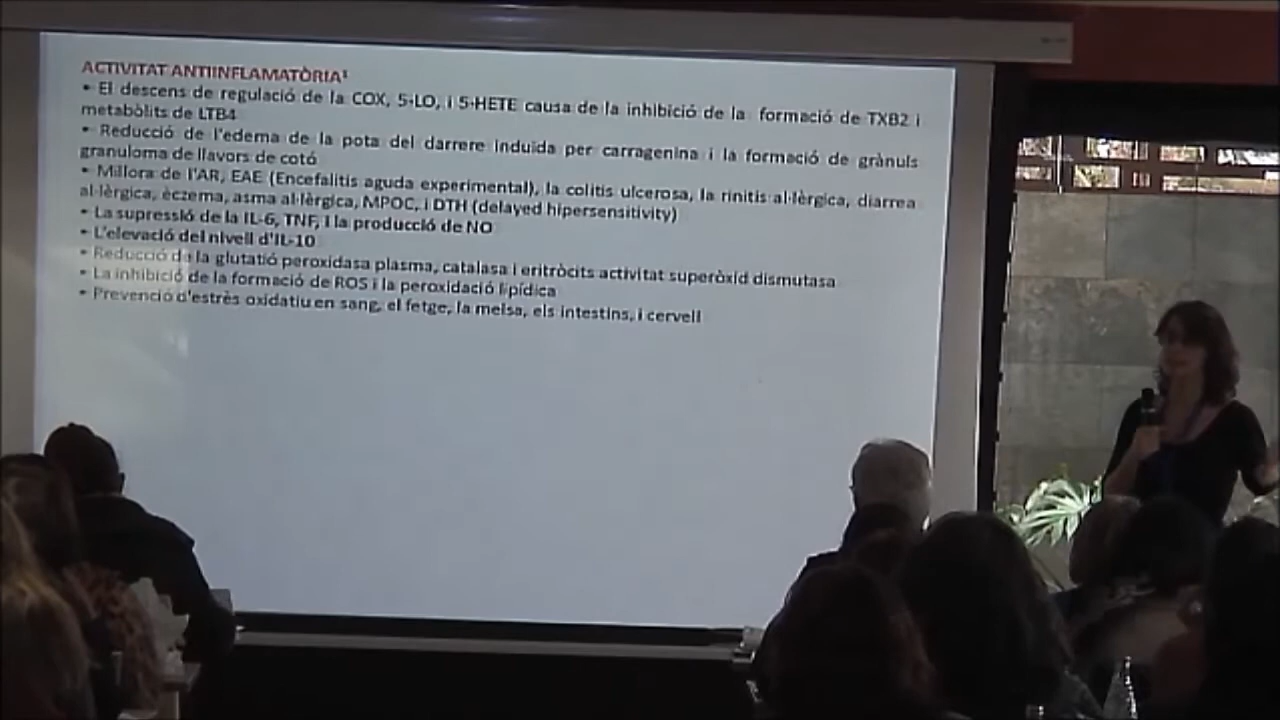 ACTIVITAT ANTIINFLAMATÒRIA¹
• El descens de regulació de la COX, 5-LO, i 5-HETE causa de la inhibició de la formació de TXB2 i
metabòlits de LTB4
• Reducció de l'edema de la pota del darrere induïda per carragenina i la formació de grànuls
granuloma de llavors de cotó
• Millora de l'AR, EAE (Encefalitis aguda experimental), la colitis ulcerosa, la rinitis al·lèrgica, diarrea
al·lèrgica, èczema, asma al·lèrgica, MPOC, i DTH (delayed hipersensitivity)
• La supressió de la IL-6, TNF, i la producció de NO
• L'elevació del nivell d'IL-10
• Reducció de la glutatió peroxidasa plasma, catalasa i eritròcits activitat superòxid dismutasa
• La inhibició de la formació de ROS i la peroxidació lipídica
• Prevenció d'estrès oxidatiu en sang, el fetge, la melsa, els intestins, i cervell